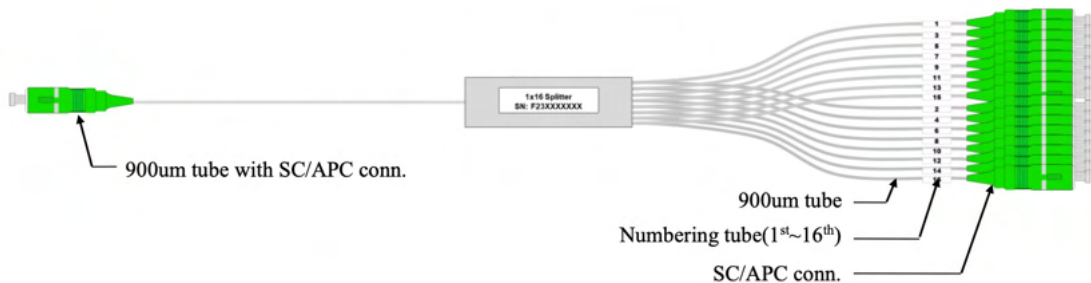 1x16 Splitter
SN: F23XXXXXXX
1
3
5
7
9
11
13
15
2
4
6
8
10
12
14
900um tube with SC/APC conn.
900um tube
Numbering tube(1st~16th)
SC/APC conn.